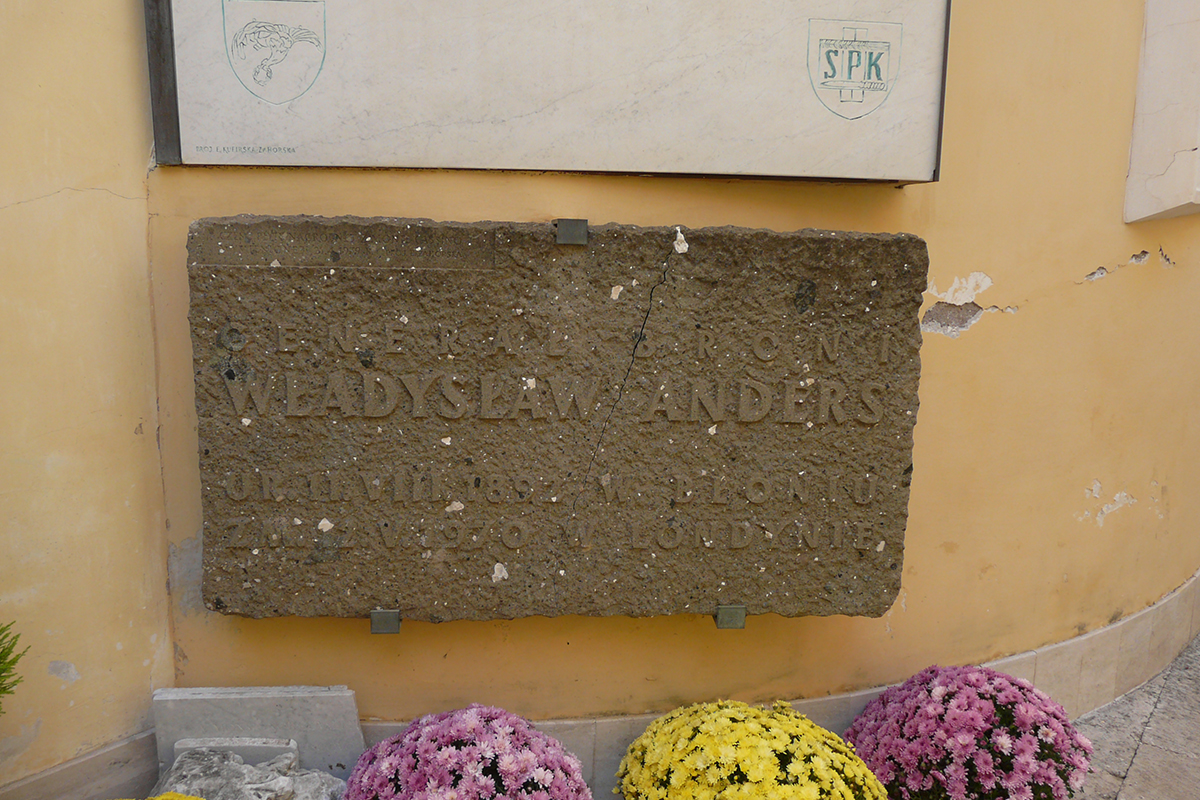 SPK
GENERAŁ BRONI
WŁADYSŁAW ANDERS
UR. 11 VIII 1892 W BŁONIU
ZM. 12 V 1970 W LONDYNIE